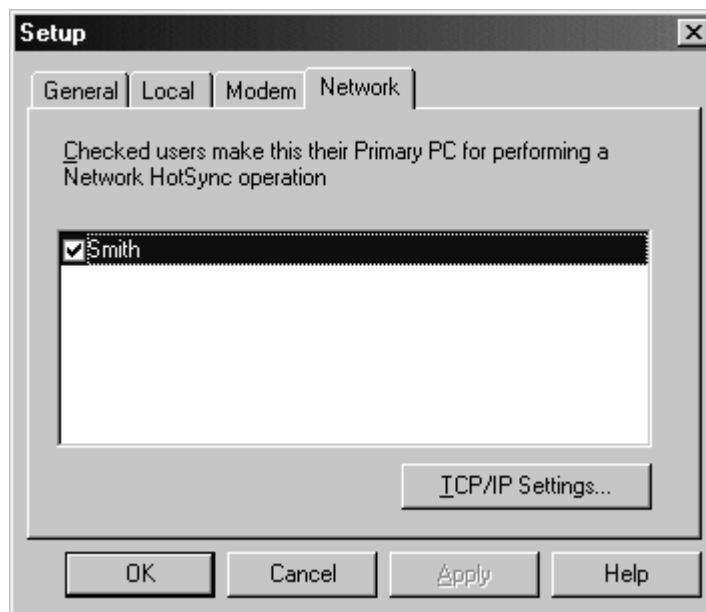 Setup
General Local Modem Network
Checked users make this their Primary PC for performing a
Network HotSync operation
Smith
TCP/IP Settings...
OK Cancel Apply Help